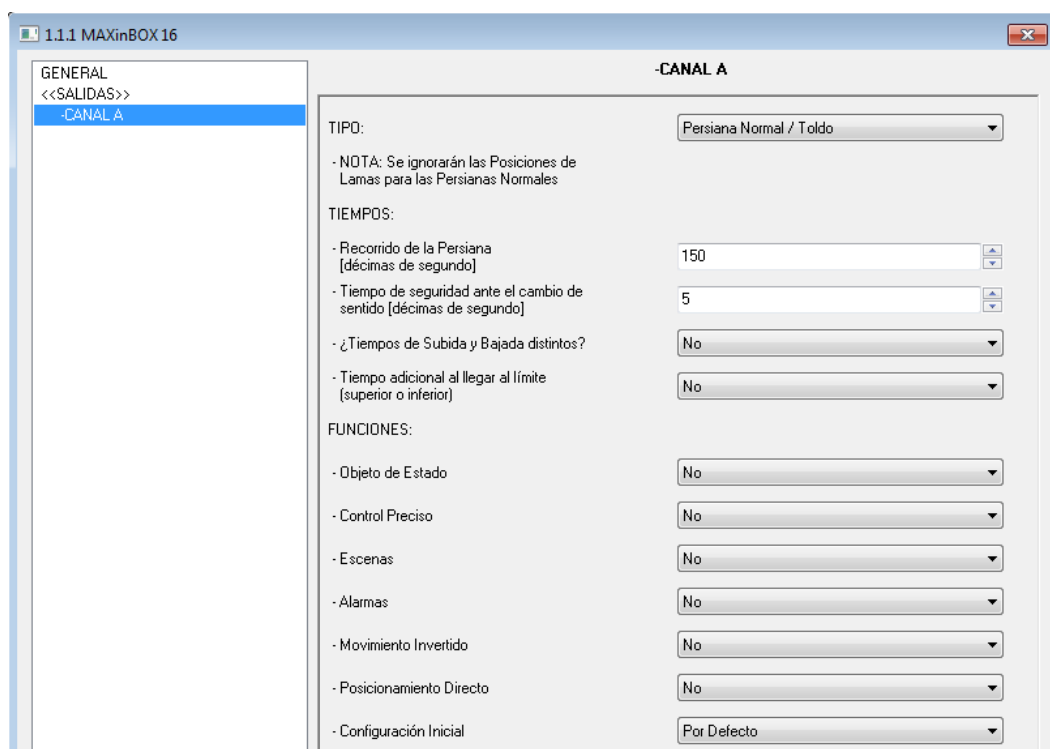 1.1.1 MAXinBOX 16
GENERAL
<<SALIDAS>>
-CANAL A
-CANAL A
TIPO:
Persiana Normal / Toldo
- NOTA: Se ignorarán las Posiciones de
Lamas para las Persianas Normales
TIEMPOS:
- Recorrido de la Persiana
[décimas de segundo]
150
- Tiempo de seguridad ante el cambio de
sentido [décimas de segundo]
5
- ¿Tiempos de Subida y Bajada distintos?
No
- Tiempo adicional al llegar al límite
(superior o inferior)
No
FUNCIONES:
- Objeto de Estado
No
- Control Preciso
No
- Escenas
No
- Alarmas
No
- Movimiento Invertido
No
- Posicionamiento Directo
No
- Configuración Inicial
Por Defecto